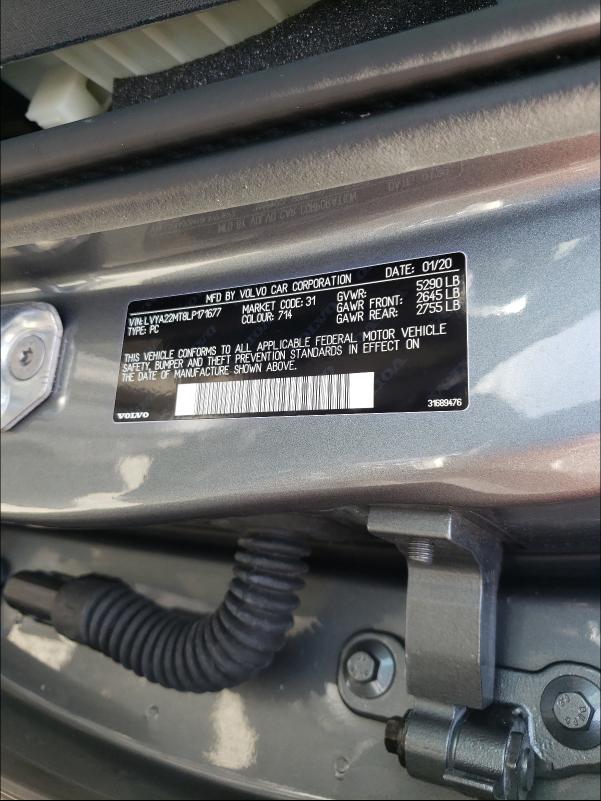 MFD BY VOLVO CAR CORPORATION DATE: 01/20
VIN:LVYA22MT8LP171677 MARKET CODE: 31 GVWR: 5290 LB
TYPE: PC COLOUR: 714 GAWR FRONT: 2645 LB
GAWR REAR: 2755 LB
THIS VEHICLE CONFORMS TO ALL APPLICABLE FEDERAL MOTOR VEHICLE
SAFETY, BUMPER AND THEFT PREVENTION STANDARDS IN EFFECT ON
THE DATE OF MANUFACTURE SHOWN ABOVE.
VOLVO 31689476